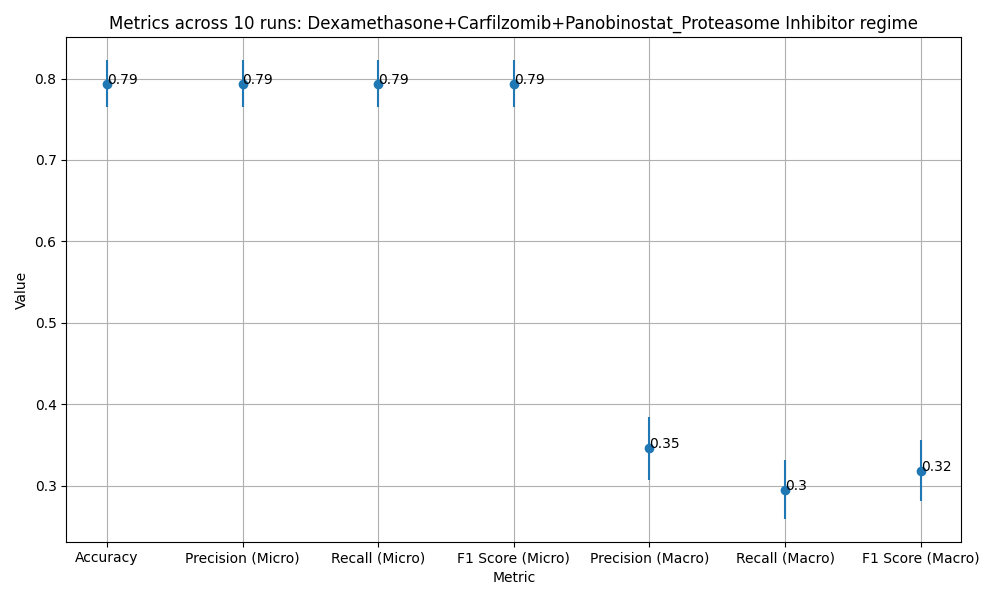 Metrics across 10 runs: Dexamethasone+Carfilzomib+Panobinostat_Proteasome Inhibitor regime
Value
0.8
0.7
0.6
0.5
0.4
0.3
0.79 0.79 0.79 0.79
0.35
0.3
0.32
Accuracy Precision (Micro) Recall (Micro) F1 Score (Micro) Precision (Macro) Recall (Macro) F1 Score (Macro)
Metric